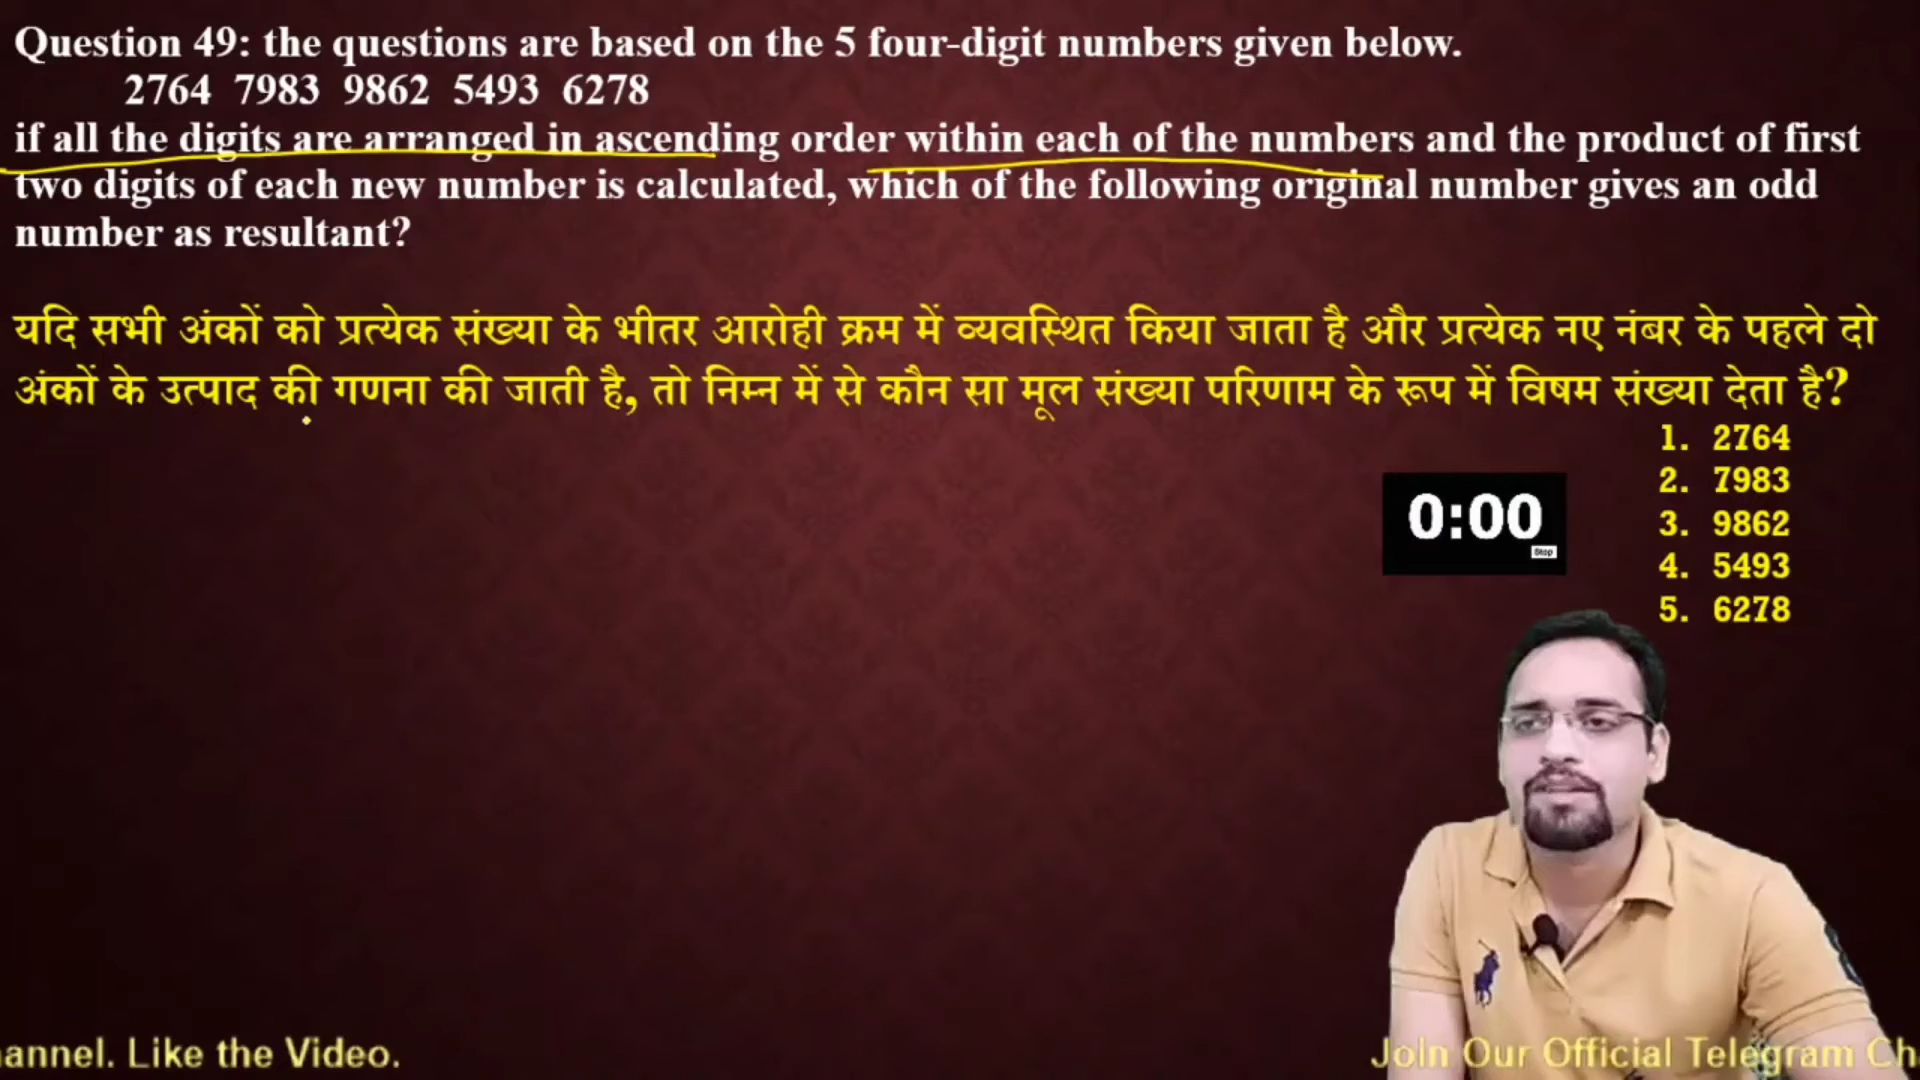 Question 49: the questions are based on the 5 four-digit numbers given below.
2764 7983 9862 5493 6278
if all the digits are arranged in ascending order within each of the numbers and the product of first
two digits of each new number is calculated, which of the following original number gives an odd
number as resultant?
यदि सभी अंकों को प्रत्येक संख्या के भीतर आरोही क्रम में व्यवस्थित किया जाता है और प्रत्येक नए नंबर के पहले दो
अंकों के उत्पाद की गणना की जाती है, तो निम्न में से कौन सा मूल संख्या परिणाम के रूप में विषम संख्या देता है?
1. 2764
2. 7983
3. 9862
4. 5493
5. 6278
0:00
Stop
annel. Like the Video.
Join Our Official Telegram Ch